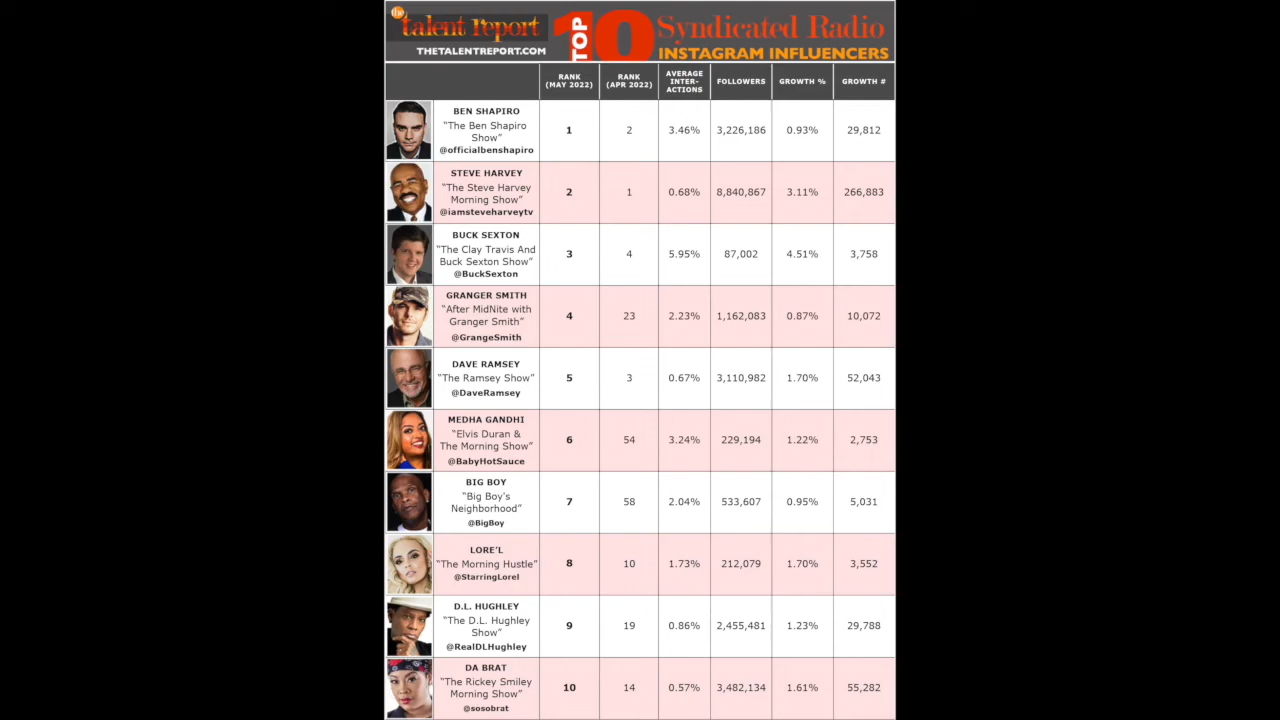 the
talent Report
THETALENTREPORT.COM
TOP 10
Syndicated Radio
INSTAGRAM INFLUENCERS
RANK (MAY 2022) RANK (APR 2022) AVERAGE INTER-ACTIONS FOLLOWERS GROWTH % GROWTH #
BEN SHAPIRO
“The Ben Shapiro
Show”
@officialbenshapiro
1 2 3.46% 3,226,186 0.93% 29,812
STEVE HARVEY
“The Steve Harvey
Morning Show”
@iamsteveharveytv
2 1 0.68% 8,840,867 3.11% 266,883
BUCK SEXTON
“The Clay Travis And
Buck Sexton Show”
@BuckSexton
3 4 5.95% 87,002 4.51% 3,758
GRANGER SMITH
“After MidNite with
Granger Smith”
@GrangeSmith
4 23 2.23% 1,162,083 0.87% 10,072
DAVE RAMSEY
“The Ramsey Show”
@DaveRamsey
5 3 0.67% 3,110,982 1.70% 52,043
MEDHA GANDHI
“Elvis Duran &
The Morning Show”
@BabyHotSauce
6 54 3.24% 229,194 1.22% 2,753
BIG BOY
“Big Boy’s
Neighborhood”
@BigBoy
7 58 2.04% 533,607 0.95% 5,031
LORE’L
“The Morning Hustle”
@StarringLorel
8 10 1.73% 212,079 1.70% 3,552
D.L. HUGHLEY
“The D.L. Hughley
Show”
@RealDLHughley
9 19 0.86% 2,455,481 1.23% 29,788
DA BRAT
“The Rickey Smiley
Morning Show”
@sosobrat
10 14 0.57% 3,482,134 1.61% 55,282